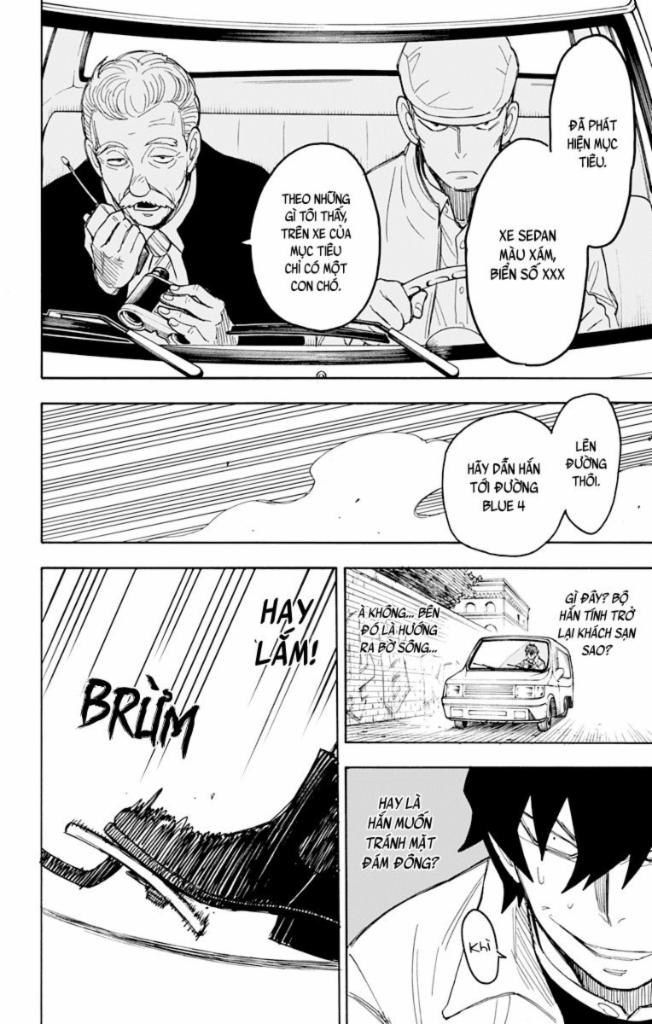 ĐÃ PHÁT
HIỆN MỤC
TIÊU.
XE SEDAN
MÀU XÁM,
BIỂN SỐ XXX
THEO NHỮNG
GÌ TÔI THẤY,
TRÊN XE CỦA
MỤC TIÊU
CHỈ CÓ MỘT
CON CHÓ.
LÊN
ĐƯỜNG
THÔI.
HÃY DẪN HẮN
TỚI ĐƯỜNG
BLUE 4
GÌ ĐÂY? BỘ
HẮN TÍNH TRỞ
LẠI KHÁCH SẠN
SAO?
À KHÔNG... BÊN
ĐÓ LÀ HƯỚNG
RA BỜ SÔNG...
HAY LÀ
HẮN MUỐN
TRÁNH MẶT
ĐÁM ĐÔNG?
Khì
HAY
LẮM!
BRỪM